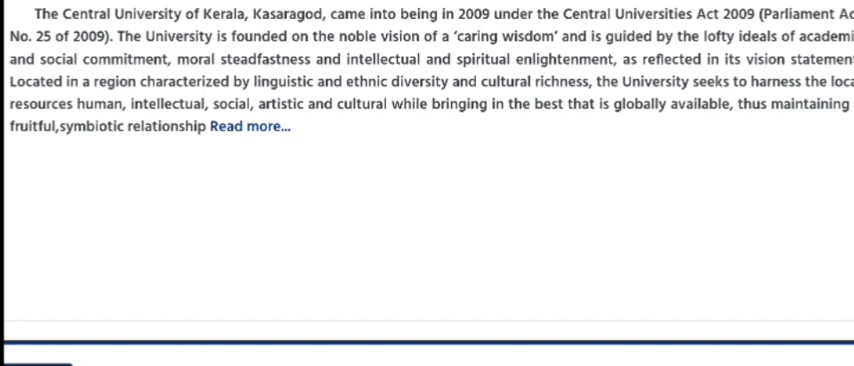 The Central University of Kerala, Kasaragod, came into being in 2009 under the Central Universities Act 2009 (Parliament
No. 25 of 2009). The University is founded on the noble vision of a ‘caring wisdom’ and is guided by the lofty ideals of
and social commitment, moral steadfastness and intellectual and spiritual enlightenment, as reflected in its vision
Located in a region characterized by linguistic and ethnic diversity and cultural richness, the University seeks to harness the
resources human, intellectual, social, artistic and cultural while bringing in the best that is globally available, thus maintaining
fruitful,symbiotic relationship Read more...